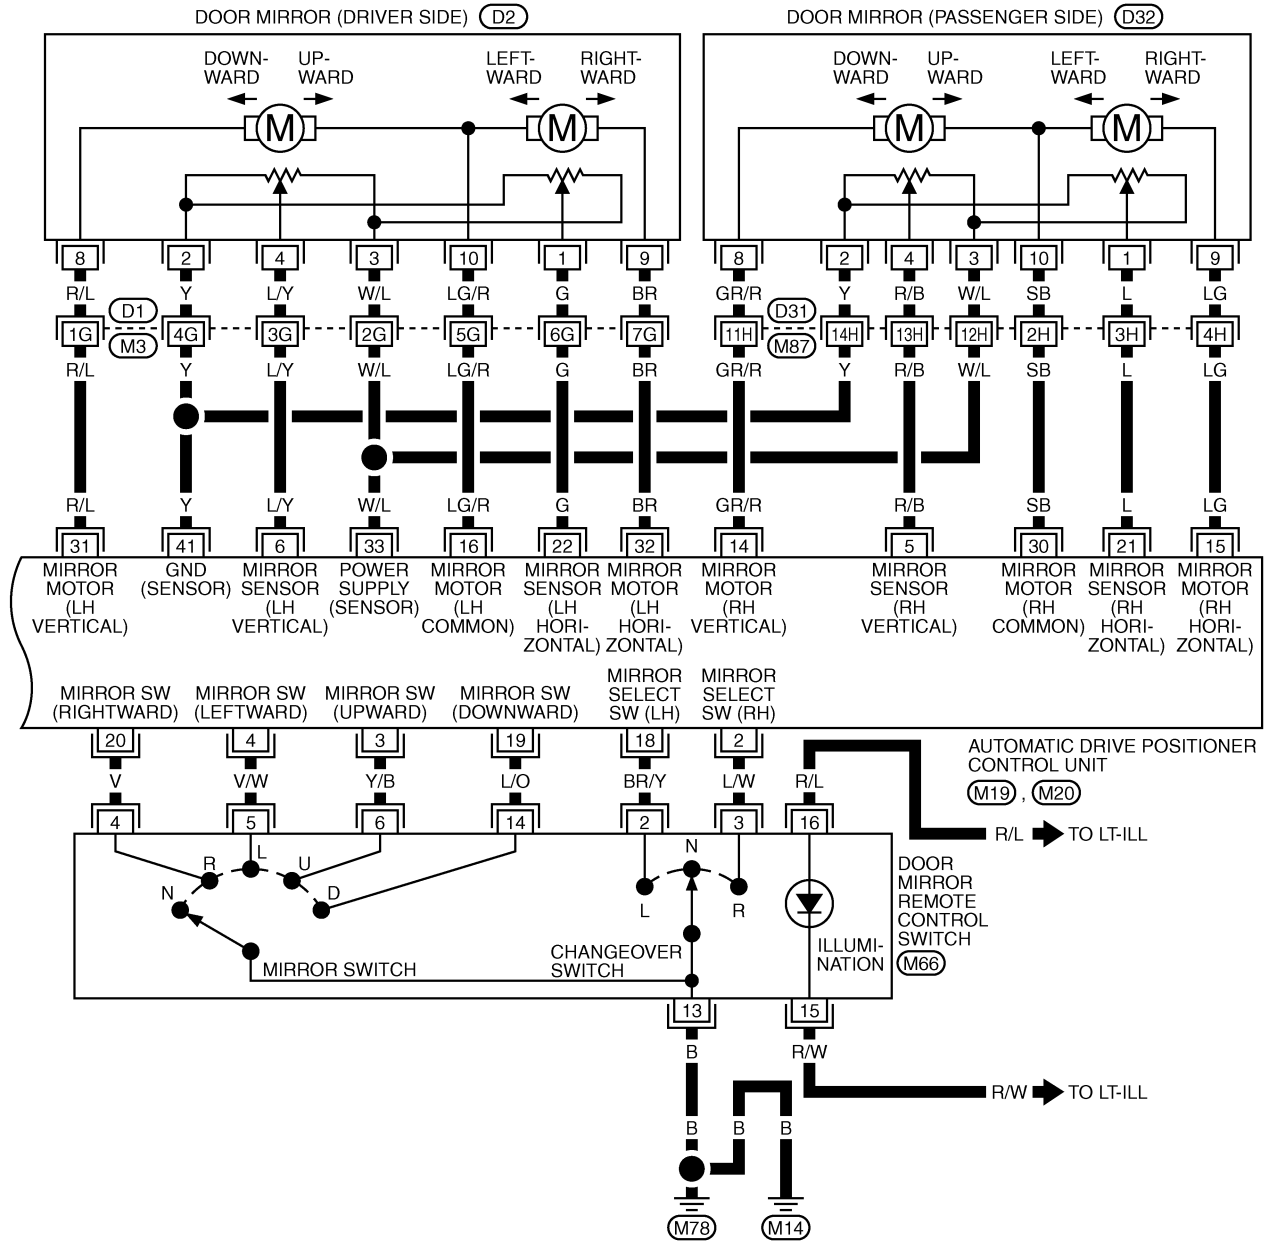 DOOR MIRROR (DRIVER SIDE) D2 DOOR MIRROR (PASSENGER SIDE) D32
DOWN- UP- LEFT- RIGHT- DOWN- UP- LEFT- RIGHT-
WARD WARD WARD WARD WARD WARD WARD WARD
M M M M
8 2 4 3 10 1 9 8 2 4 3 10 1 9
R/L Y L/Y W/L LG/R G BR GR/R Y R/B W/L SB L LG
D1 D31
1G 4G 3G 2G 5G 6G 7G 11H 14H 13H 12H 2H 3H 4H
M3 M87
R/L Y L/Y W/L LG/R G BR GR/R Y R/B W/L SB L LG
R/L Y L/Y W/L LG/R G BR GR/R R/B SB L LG
31 41 6 33 16 22 32 14 5 30 21 15
MIRROR GND MIRROR POWER MIRROR MIRROR MIRROR MIRROR MIRROR MIRROR MIRROR MIRROR
MOTOR (SENSOR) SENSOR SUPPLY MOTOR SENSOR MOTOR MOTOR SENSOR MOTOR SENSOR MOTOR
(LH (LH (SENSOR) (LH (LH (LH (RH (RH (RH (RH (RH
VERTICAL) VERTICAL) COMMON) HORI- HORI- VERTICAL) VERTICAL) COMMON) HORI- HORI-
ZONTAL) ZONTAL) ZONTAL) ZONTAL)
MIRROR MIRROR
MIRROR SW MIRROR SW MIRROR SW MIRROR SW SELECT SELECT
(RIGHTWARD) (LEFTWARD) (UPWARD) (DOWNWARD) SW (LH) SW (RH)
20 4 3 19 18 2
AUTOMATIC DRIVE POSITIONER
CONTROL UNIT
V V/W Y/B L/O BR/Y L/W R/L
M19 , M20
4 5 6 14 2 3 16
R/L TO LT-ILL
N R L U D
L N R
DOOR
MIRROR
REMOTE
CONTROL
SWITCH
M66
ILLUMI-
NATION
CHANGEOVER
SWITCH
MIRROR SWITCH
13 15
B R/W
R/W TO LT-ILL
B B B
M78 M14